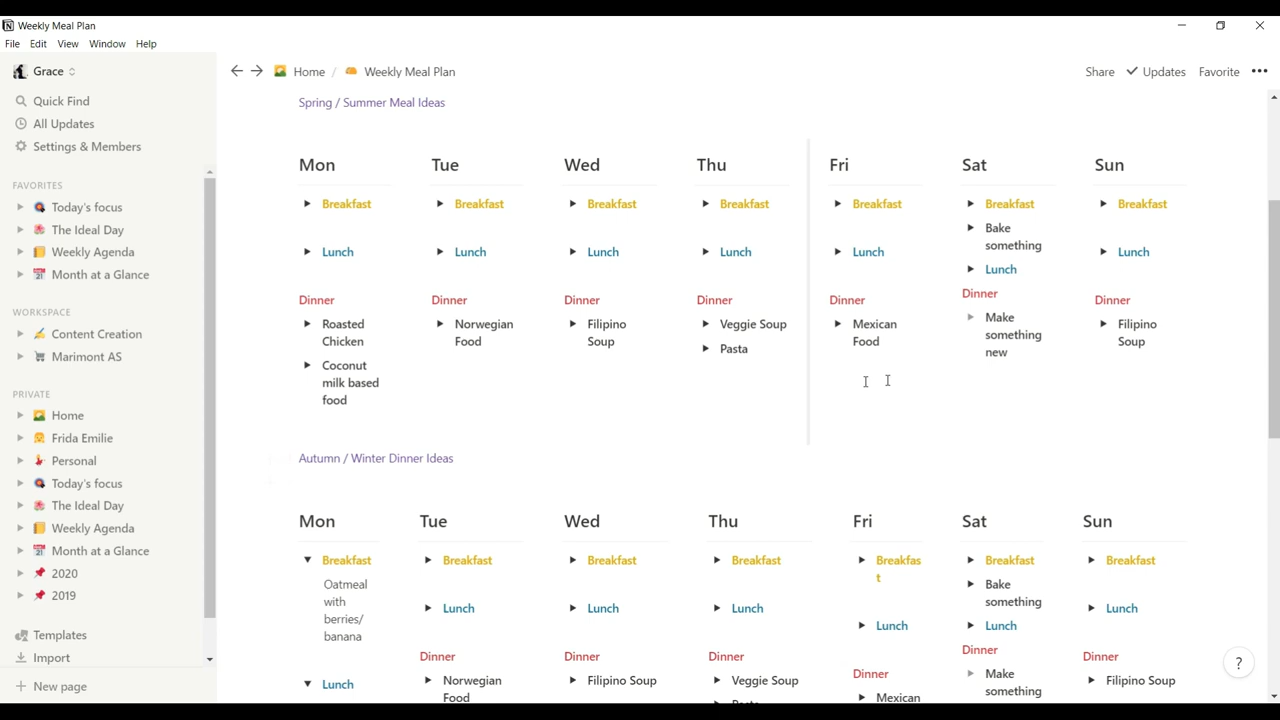 Weekly Meal Plan
File Edit View Window Help
Grace
Home / Weekly Meal Plan
Share Updates Favorite
Quick Find
All Updates
Settings & Members
FAVORITES
Today's focus
The Ideal Day
Weekly Agenda
Month at a Glance
WORKSPACE
Content Creation
Marimont AS
PRIVATE
Home
Frida Emilie
Personal
Today's focus
The Ideal Day
Weekly Agenda
Month at a Glance
2020
2019
Templates
Import
New page
Spring / Summer Meal Ideas
Mon
Breakfast
Lunch
Dinner
Roasted
Chicken
Coconut
milk based
food
Tue
Breakfast
Lunch
Dinner
Norwegian
Food
Wed
Breakfast
Lunch
Dinner
Filipino
Soup
Thu
Breakfast
Lunch
Dinner
Veggie Soup
Pasta
Fri
Breakfast
Lunch
Dinner
Mexican
Food
Sat
Breakfast
Bake
something
Lunch
Dinner
Make
something
new
Sun
Breakfast
Lunch
Dinner
Filipino
Soup
Autumn / Winter Dinner Ideas
Mon
Breakfast
Oatmeal
with
berries/
banana
Lunch
Tue
Breakfast
Lunch
Dinner
Norwegian
Food
Wed
Breakfast
Lunch
Dinner
Filipino Soup
Thu
Breakfast
Lunch
Dinner
Veggie Soup
Fri
Breakfas
t
Lunch
Dinner
Mexican
Sat
Breakfast
Bake
something
Lunch
Dinner
Make
something
Sun
Breakfast
Lunch
Dinner
Filipino Soup
?